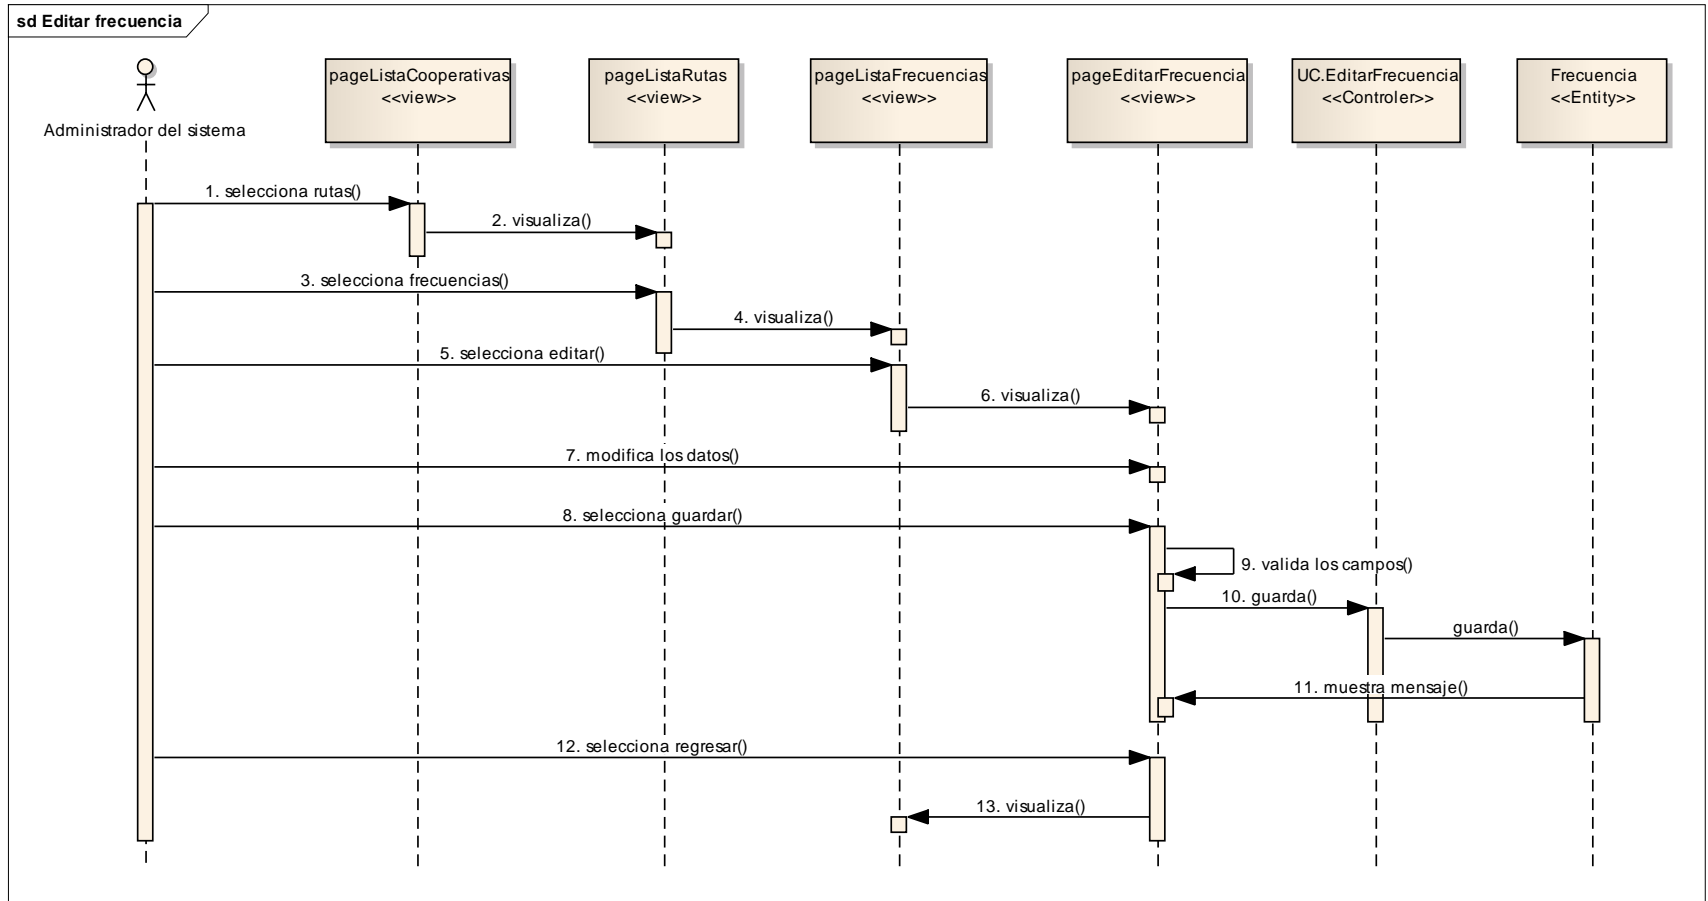 sd Editar frecuencia
Administrador del sistema
pageListaCooperativas
<<view>>
pageListaRutas
<<view>>
pageListaFrecuencias
<<view>>
pageEditarFrecuencia
<<view>>
UC.EditarFrecuencia
<<Controler>>
Frecuencia
<<Entity>>
1. selecciona rutas()
2. visualiza()
3. selecciona frecuencias()
4. visualiza()
5. selecciona editar()
6. visualiza()
7. modifica los datos()
8. selecciona guardar()
9. valida los campos()
10. guarda()
guarda()
11. muestra mensaje()
12. selecciona regresar()
13. visualiza()